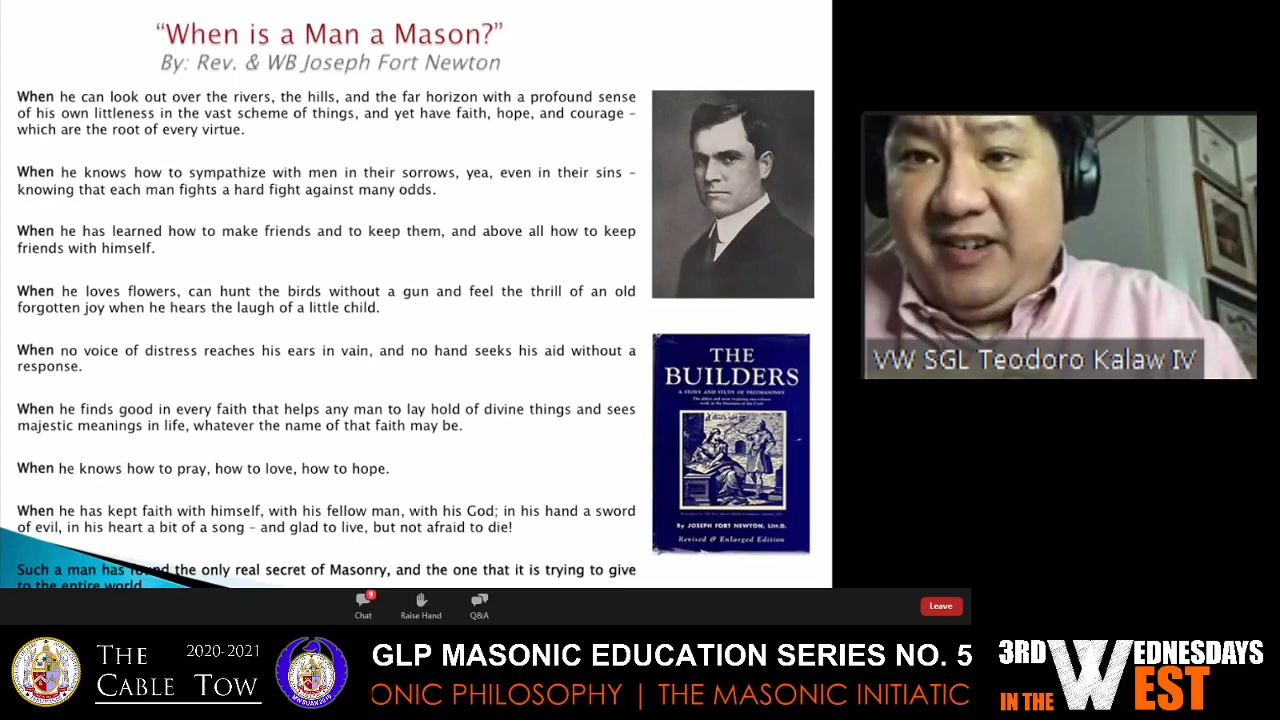 “When is a Man a Mason?”
By: Rev. & WB Joseph Fort Newton
When he can look out over the rivers, the hills, and the far horizon with a profound sense
of his own littleness in the vast scheme of things, and yet have faith, hope, and courage –
which are the root of every virtue.
When he knows how to sympathize with men in their sorrows, yea, even in their sins –
knowing that each man fights a hard fight against many odds.
When he has learned how to make friends and to keep them, and above all how to keep
friends with himself.
When he loves flowers, can hunt the birds without a gun and feel the thrill of an old
forgotten joy when he hears the laugh of a little child.
When no voice of distress reaches his ears in vain, and no hand seeks his aid without a
response.
When he finds good in every faith that helps any man to lay hold of divine things and sees
majestic meanings in life, whatever the name of that faith may be.
When he knows how to pray, how to love, how to hope.
When he has kept faith with himself, with his fellow man, with his God; in his hand a sword
of evil, in his heart a bit of a song – and glad to live, but not afraid to die!
Such a man has found the only real secret of Masonry, and the one that it is trying to give
to the entire world
THE
BUILDERS
A STORY AND STUDY OF FREEMASONRY
By JOSEPH FORT NEWTON, Litt.D.
Revised & Enlarged Edition
VW SGL Teodoro Kalaw IV
9
Chat
Raise Hand
Q&A
Leave
THE 2020-2021
CABLE TOW
GLP MASONIC EDUCATION SERIES NO. 5
ONIC PHILOSOPHY | THE MASONIC INITIATIC
3RD WEDNESDAYS
IN THE WEST